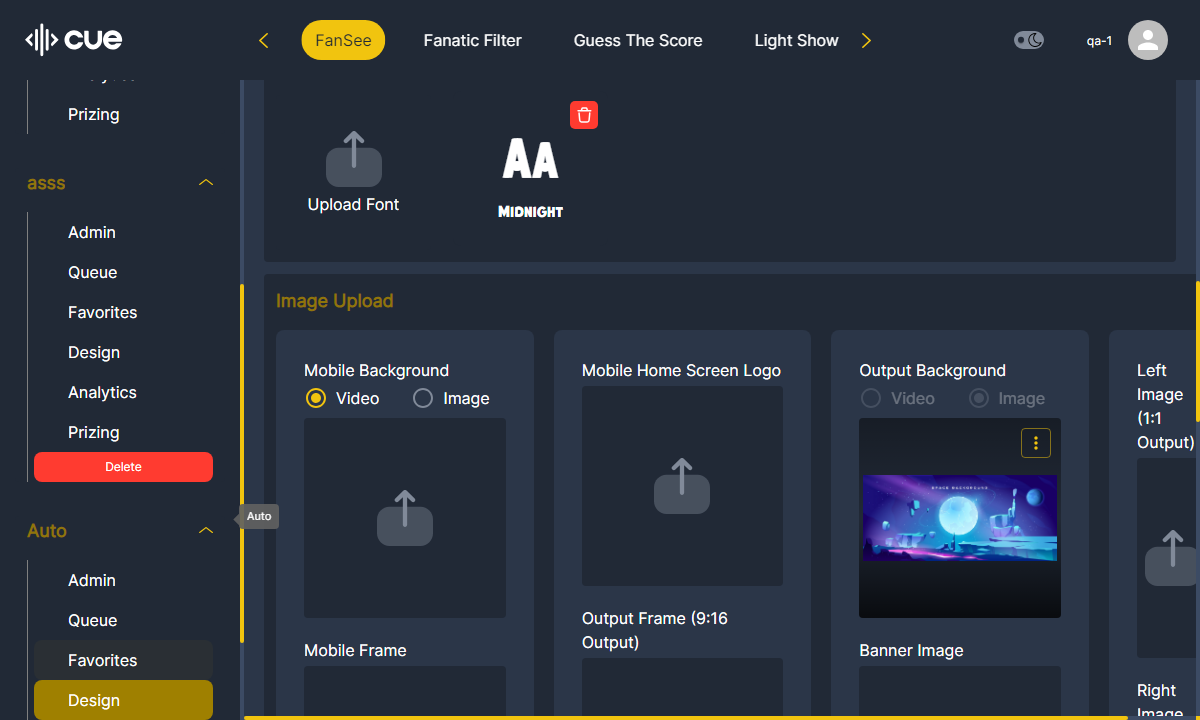 cue
FanSee
Fanatic Filter
Guess The Score
Light Show
qa-1
Prizing
asss
Admin
Queue
Favorites
Design
Analytics
Prizing
Delete
Auto
Admin
Queue
Favorites
Design
Auto
Upload Font
AA
MIDNIGHT
Image Upload
Mobile Background
Video
Image
Mobile Frame
Mobile Home Screen Logo
Output Frame (9:16
Output)
Output Background
Video
Image
SPACE BACKGROUND
Banner Image
Left
Image
(1:1
Output)
Right
Image